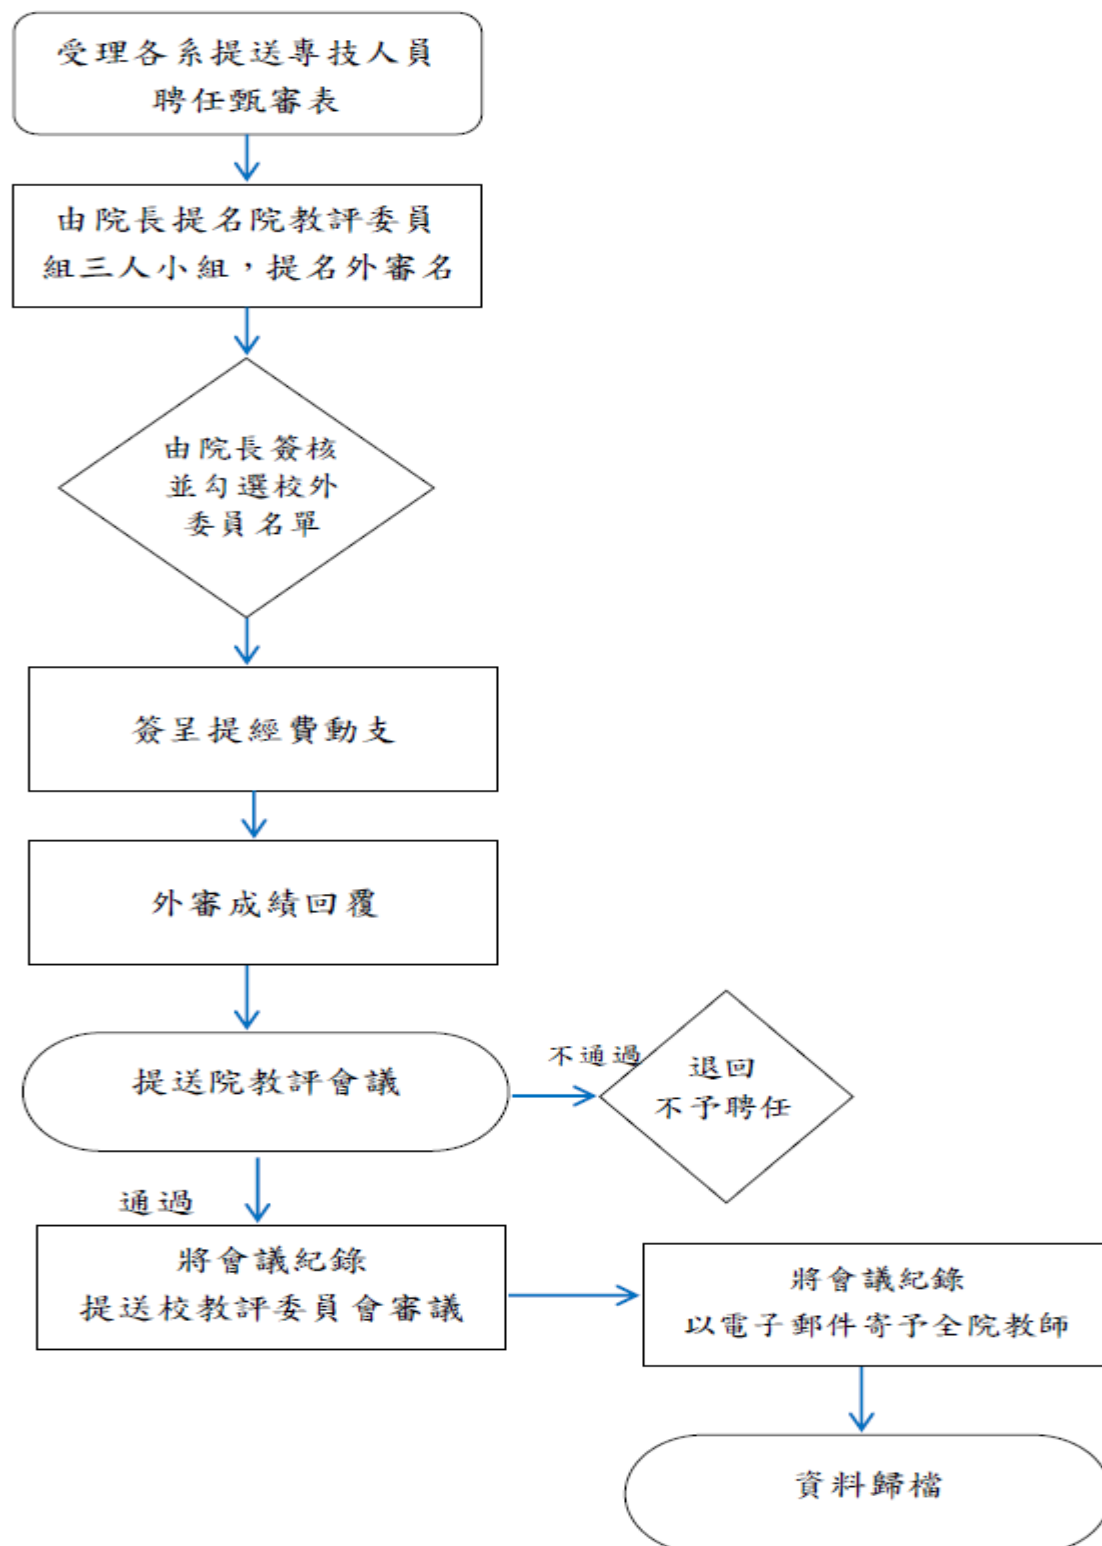 受理各系提送專技人員
聘任甄審表
由院長提名院教評委員
組三人小組，提名外審名
由院長簽核
並勾選校外
委員名單
簽呈提經費動支
外審成績回覆
提送院教評會議
不通過
退回
不予聘任
通過
將會議紀錄
提送校教評委員會審議
將會議紀錄
以電子郵件寄予全院教師
資料歸檔